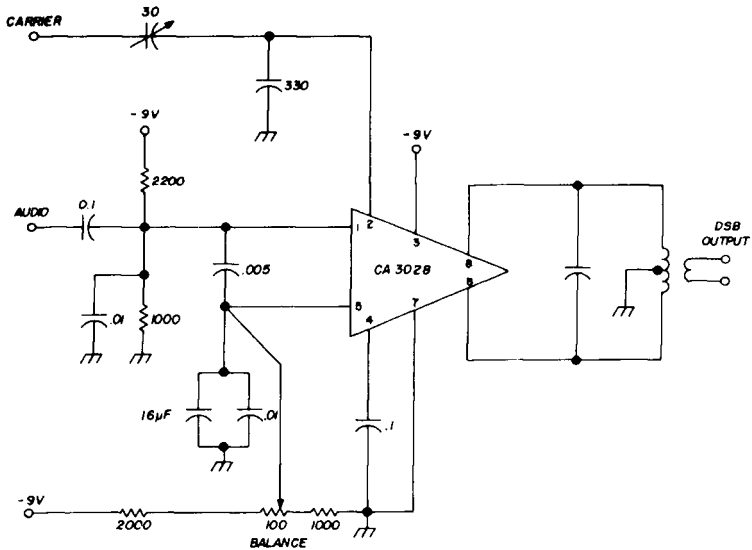 30
CARRIER
330
-9V
-9V
2200
0.1
AUDIO
1
2
3
DSB
OUTPUT
CA 3028
8
6
.005
5
4
7
.01
1000
16µF
.01
.1
-9V
2000
100
1000
BALANCE